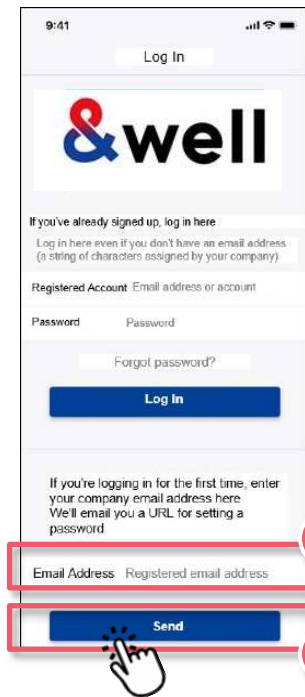 9:41
Log In
&well
If you've already signed up, log in here
Log in here even if you don't have an email address
(a string of characters assigned by your company)
Registered Account Email address or account
Password Password
Forgot password?
Log In
If you're logging in for the first time, enter
your company email address here
We'll email you a URL for setting a
password
Email Address Registered email address
Send